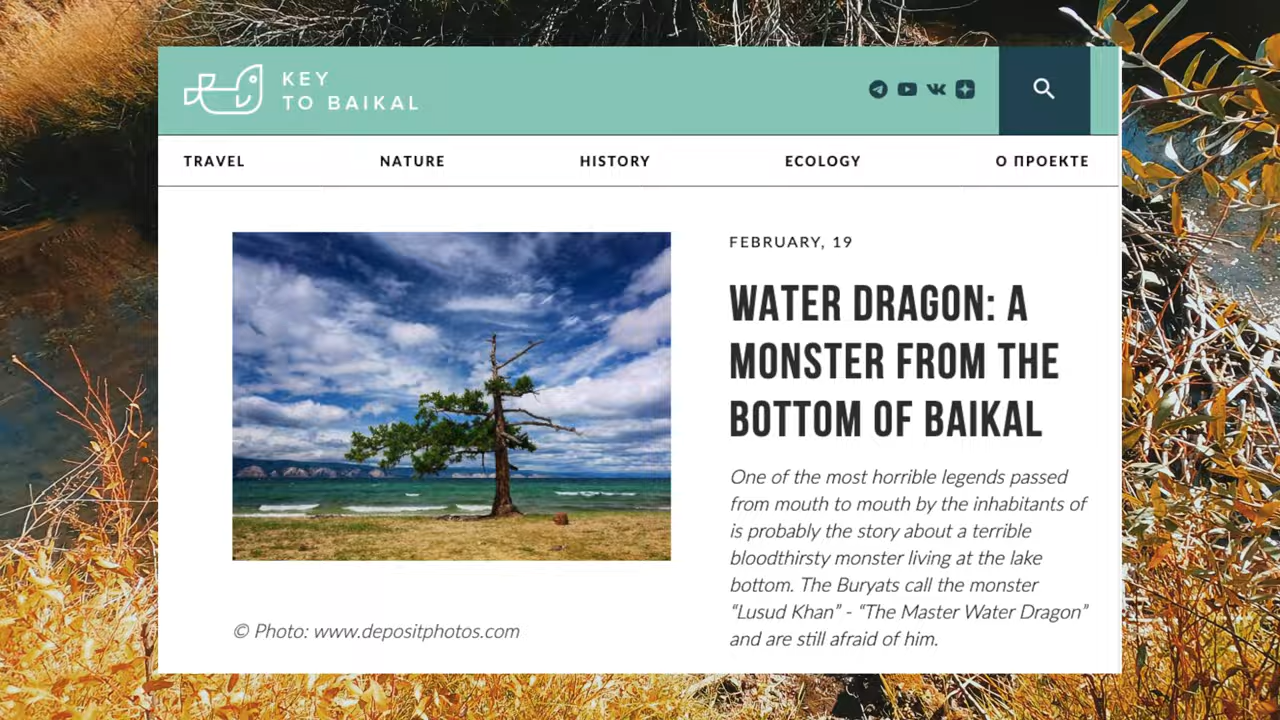 KEY
TO BAIKAL
TRAVEL NATURE HISTORY ECOLOGY О ПРОЕКТЕ
FEBRUARY, 19
WATER DRAGON: A
MONSTER FROM THE
BOTTOM OF BAIKAL
One of the most horrible legends passed
from mouth to mouth by the inhabitants of
is probably the story about a terrible
bloodthirsty monster living at the lake
bottom. The Buryats call the monster
“Lusud Khan” - “The Master Water Dragon”
and are still afraid of him.
© Photo: www.depositphotos.com